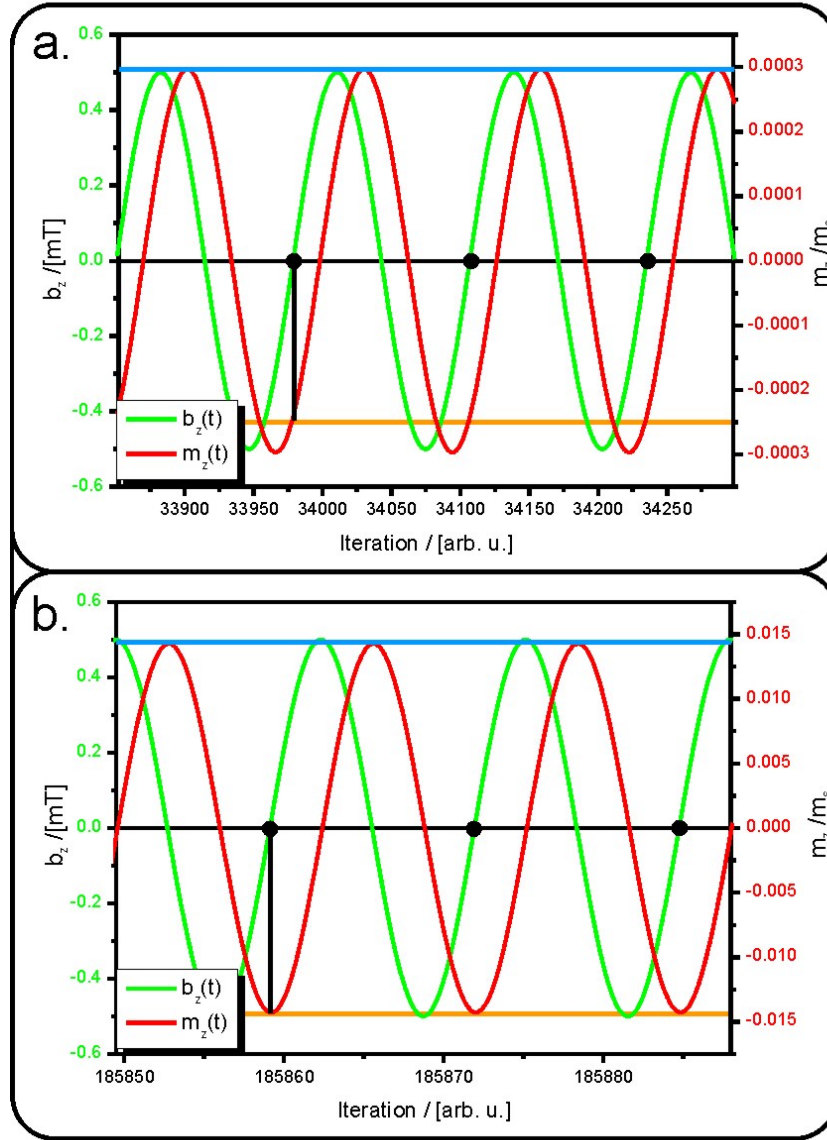 a.
0.6
0.4
0.2
0.0
-0.2
-0.4
-0.6
b_z /[mT]
0.0003
0.0002
0.0001
0.0000
-0.0001
-0.0002
-0.0003
b_z(t)
m_z(t)
33900 33950 34000 34050 34100 34150 34200 34250
Iteration / [arb. u.]
b.
0.6
0.4
0.2
0.0
-0.2
-0.4
-0.6
b_z /[mT]
0.015
0.010
0.005
0.000
-0.005
-0.010
-0.015
b_z(t)
m_z(t)
185850 185860 185870 185880
Iteration / [arb. u.]